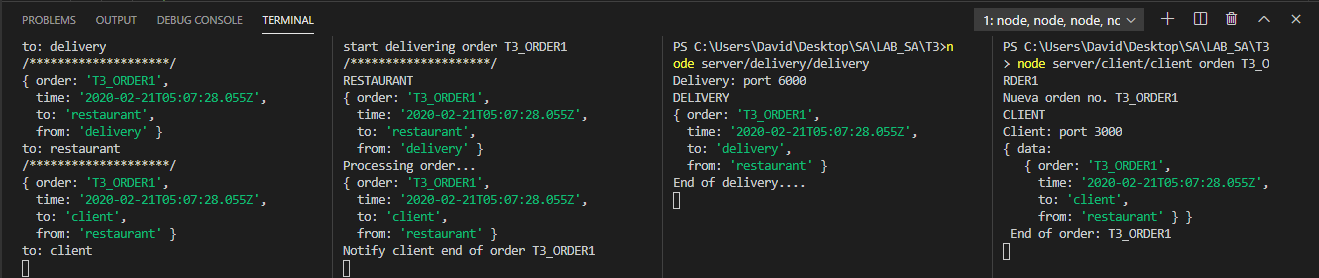 PROBLEMS OUTPUT DEBUG CONSOLE TERMINAL 1: node, node, node, nc
to: delivery
/********************/
{ order: 'T3_ORDER1',
time: '2020-02-21T05:07:28.055Z',
to: 'restaurant',
from: 'delivery' }
to: restaurant
/********************/
{ order: 'T3_ORDER1',
time: '2020-02-21T05:07:28.055Z',
to: 'client',
from: 'restaurant' }
to: client
start delivering order T3_ORDER1
/********************/
RESTAURANT
{ order: 'T3_ORDER1',
time: '2020-02-21T05:07:28.055Z',
to: 'restaurant',
from: 'delivery' }
Processing order...
{ order: 'T3_ORDER1',
time: '2020-02-21T05:07:28.055Z',
to: 'client',
from: 'restaurant' }
Notify client end of order T3_ORDER1
PS C:\Users\David\Desktop\SA\LAB_SA\T3>n
ode server/delivery/delivery
Delivery: port 6000
DELIVERY
{ order: 'T3_ORDER1',
time: '2020-02-21T05:07:28.055Z',
to: 'delivery',
from: 'restaurant' }
End of delivery....
PS C:\Users\David\Desktop\SA\LAB_SA\T3
> node server/client/client orden T3_O
RDER1
Nueva orden no. T3_ORDER1
CLIENT
Client: port 3000
{ data:
{ order: 'T3_ORDER1',
time: '2020-02-21T05:07:28.055Z',
to: 'client',
from: 'restaurant' } }
End of order: T3_ORDER1